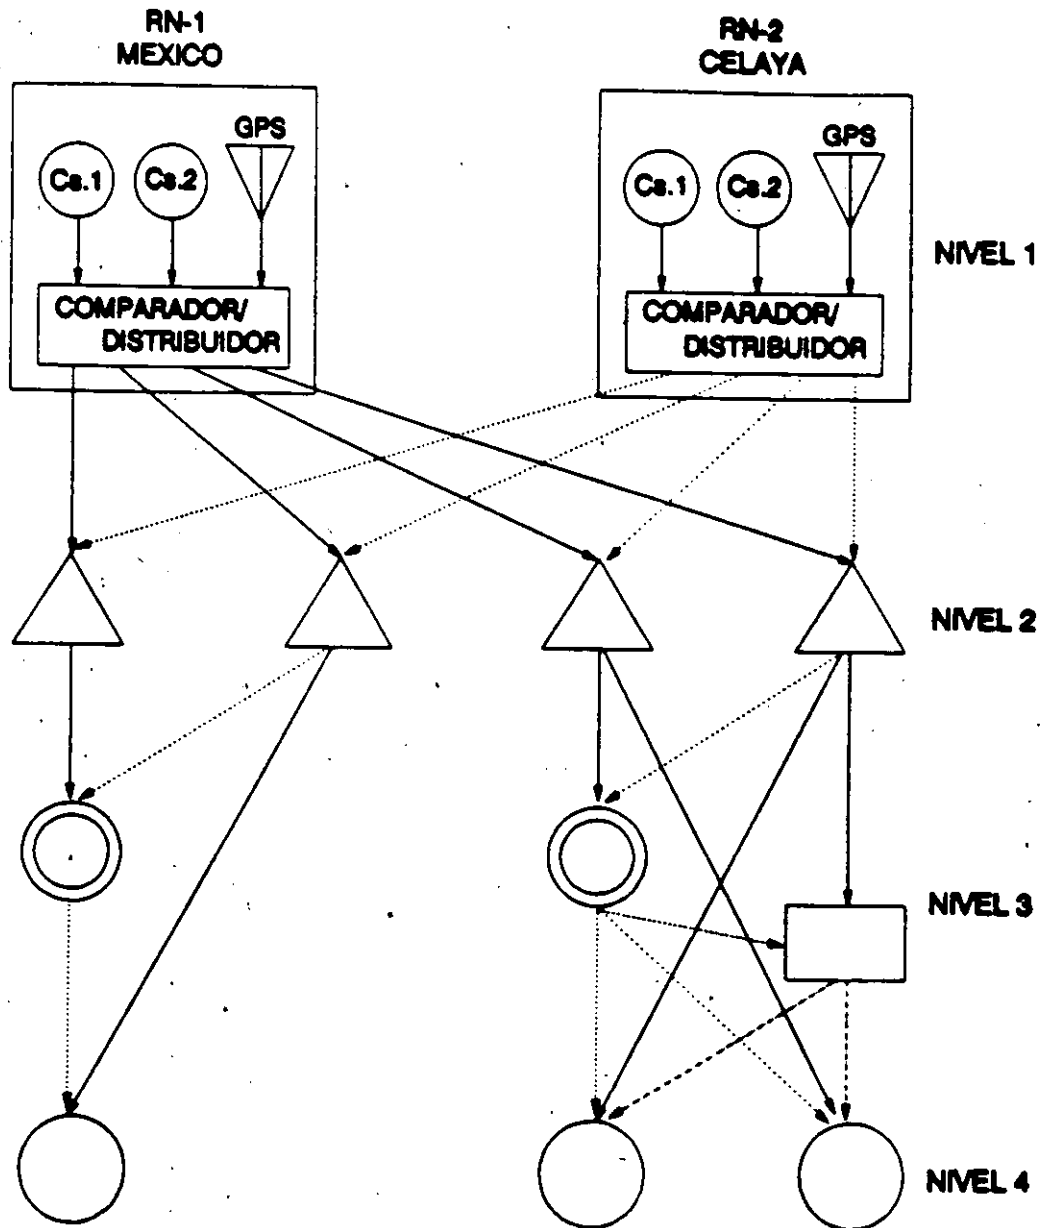 RN-1
MEXICO
GPS
Cs.1
Cs.2
COMPARADOR/
DISTRIBUIDOR
RN-2
CELAYA
GPS
Cs.1
Cs.2
COMPARADOR/
DISTRIBUIDOR
NIVEL 1
NIVEL 2
NIVEL 3
NIVEL 4